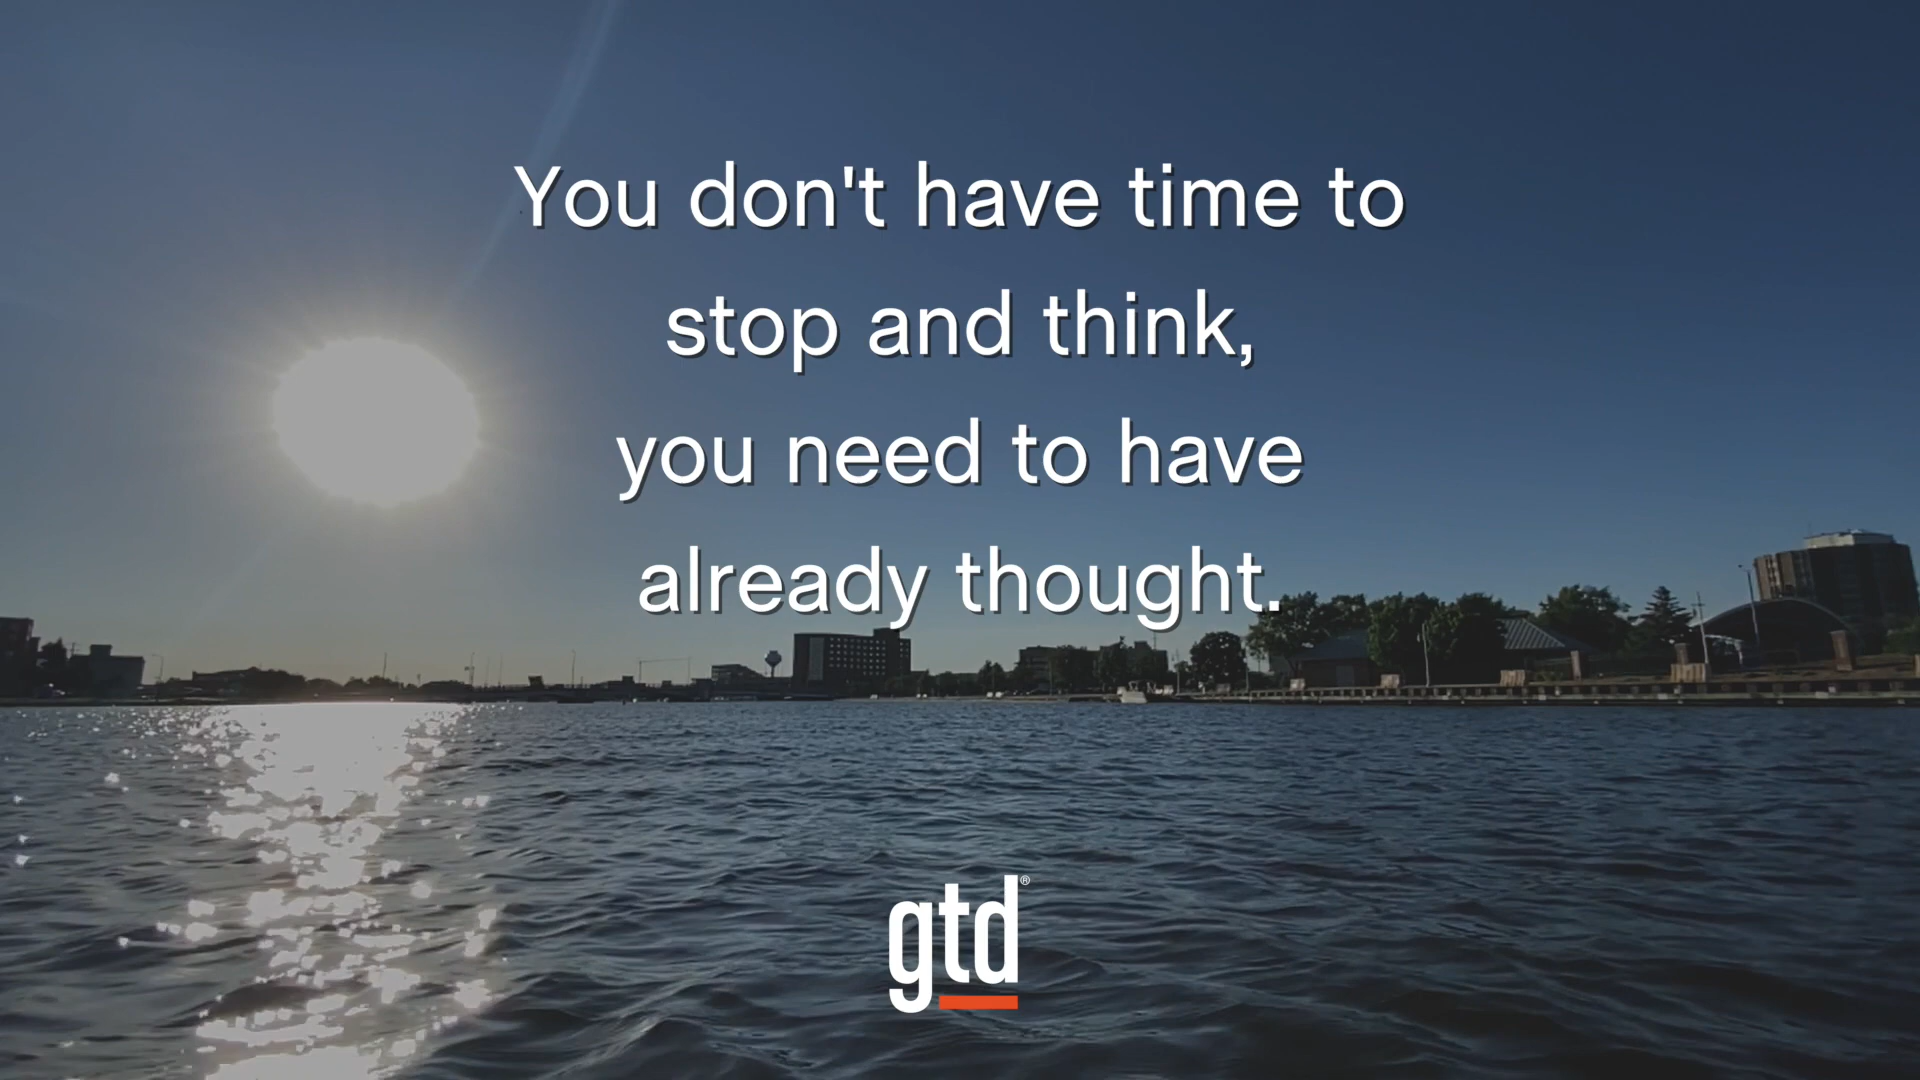 You don't have time to
stop and think,
you need to have
already thought.
gtd®